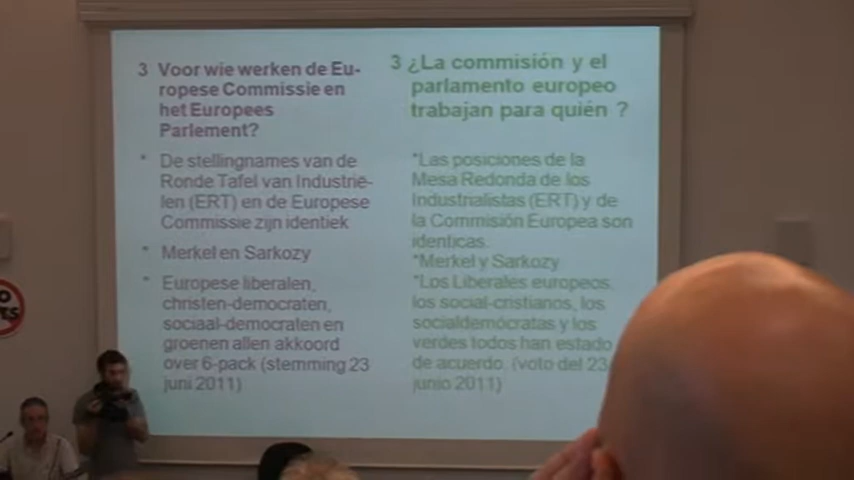 3 Voor wie werken de Eu-
ropese Commissie en
het Europees
Parlement?
* De stellingnames van de
Ronde Tafel van Industrie-
len (ERT) en de Europese
Commissie zijn identiek
* Merkel en Sarkozy
* Europese liberalen,
christen-democraten,
sociaal-democraten en
groenen allen akkoord
over 6-pack (stemming 23
juni 2011)
3 ¿La commisión y el
parlamento europeo
trabajan para quién ?
*Las posiciones de la
Mesa Redonda de los
Industrialistas (ERT) y de
la Commisión Europea son
identicas.
*Merkel y Sarkozy
*Los Liberales europeos,
los social-cristianos, los
socialdemócratas y los
verdes todos han estado
de acuerdo. (voto del 23
junio 2011)